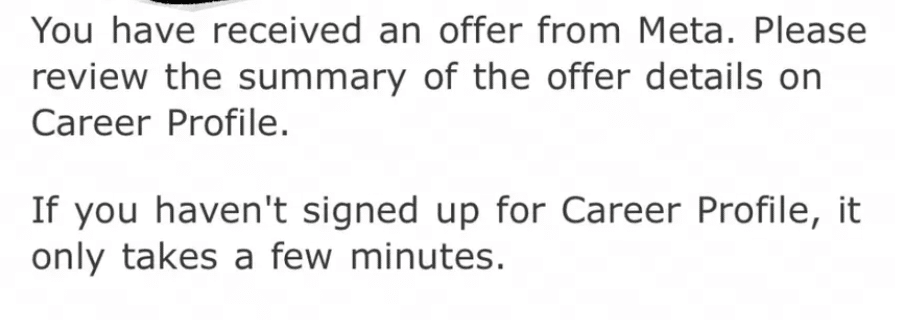 You have received an offer from Meta. Please
review the summary of the offer details on
Career Profile.
If you haven't signed up for Career Profile, it
only takes a few minutes.